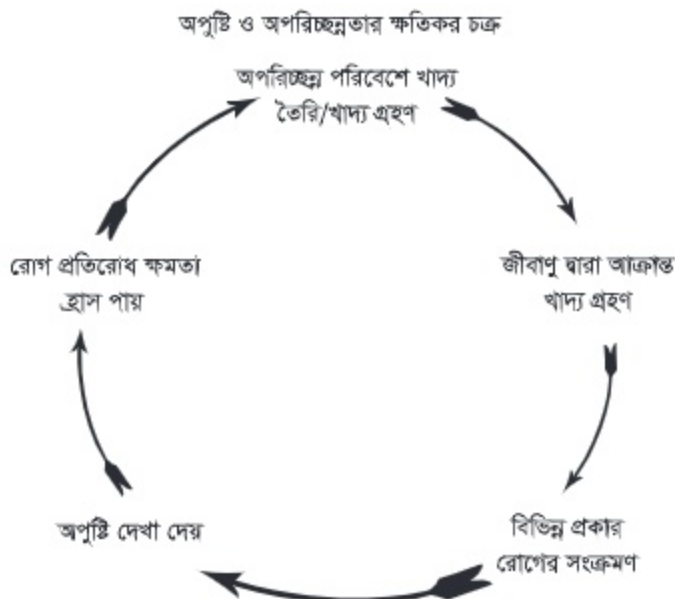 অপুষ্টি ও অপরিচ্ছন্নতার ক্ষতিকর চক্র
অপরিচ্ছন্ন পরিবেশে খাদ্য
তৈরি/খাদ্য গ্রহণ
জীবাণু দ্বারা আক্রান্ত
খাদ্য গ্রহণ
বিভিন্ন প্রকার
রোগের সংক্রমণ
অপুষ্টি দেখা দেয়
রোগ প্রতিরোধ ক্ষমতা
হ্রাস পায়